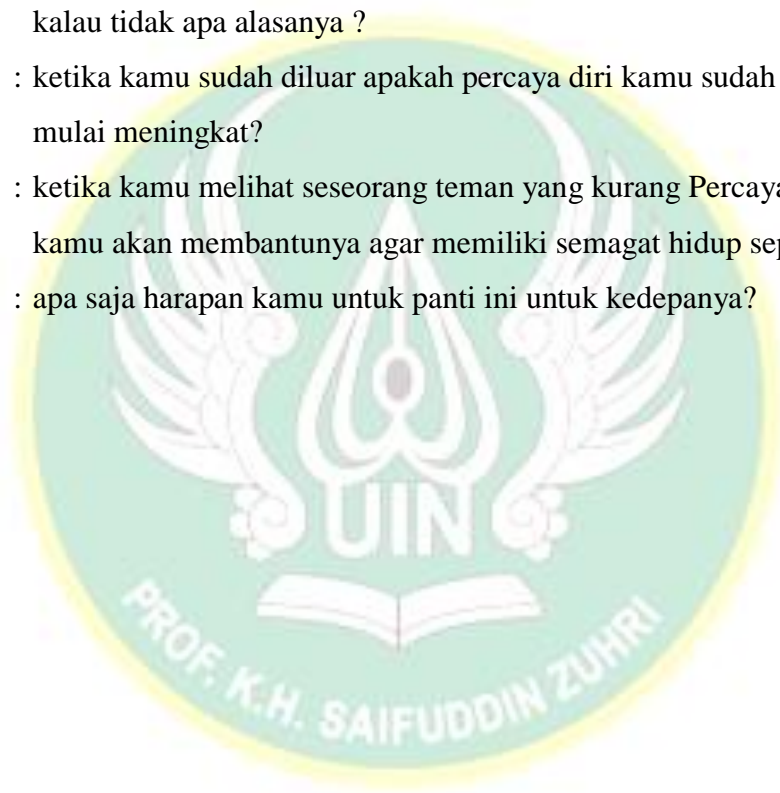 kalau tidak apa alasanya ?
: ketika kamu sudah diluar apakah percaya diri kamu sudah
mulai meningkat?
: ketika kamu melihat seseorang teman yang kurang Percaya
kamu akan membantunya agar memiliki semagat hidup
: apa saja harapan kamu untuk panti ini untuk kedepanya?
UIN
PROF. K.H. SAIFUDDIN ZUHRI